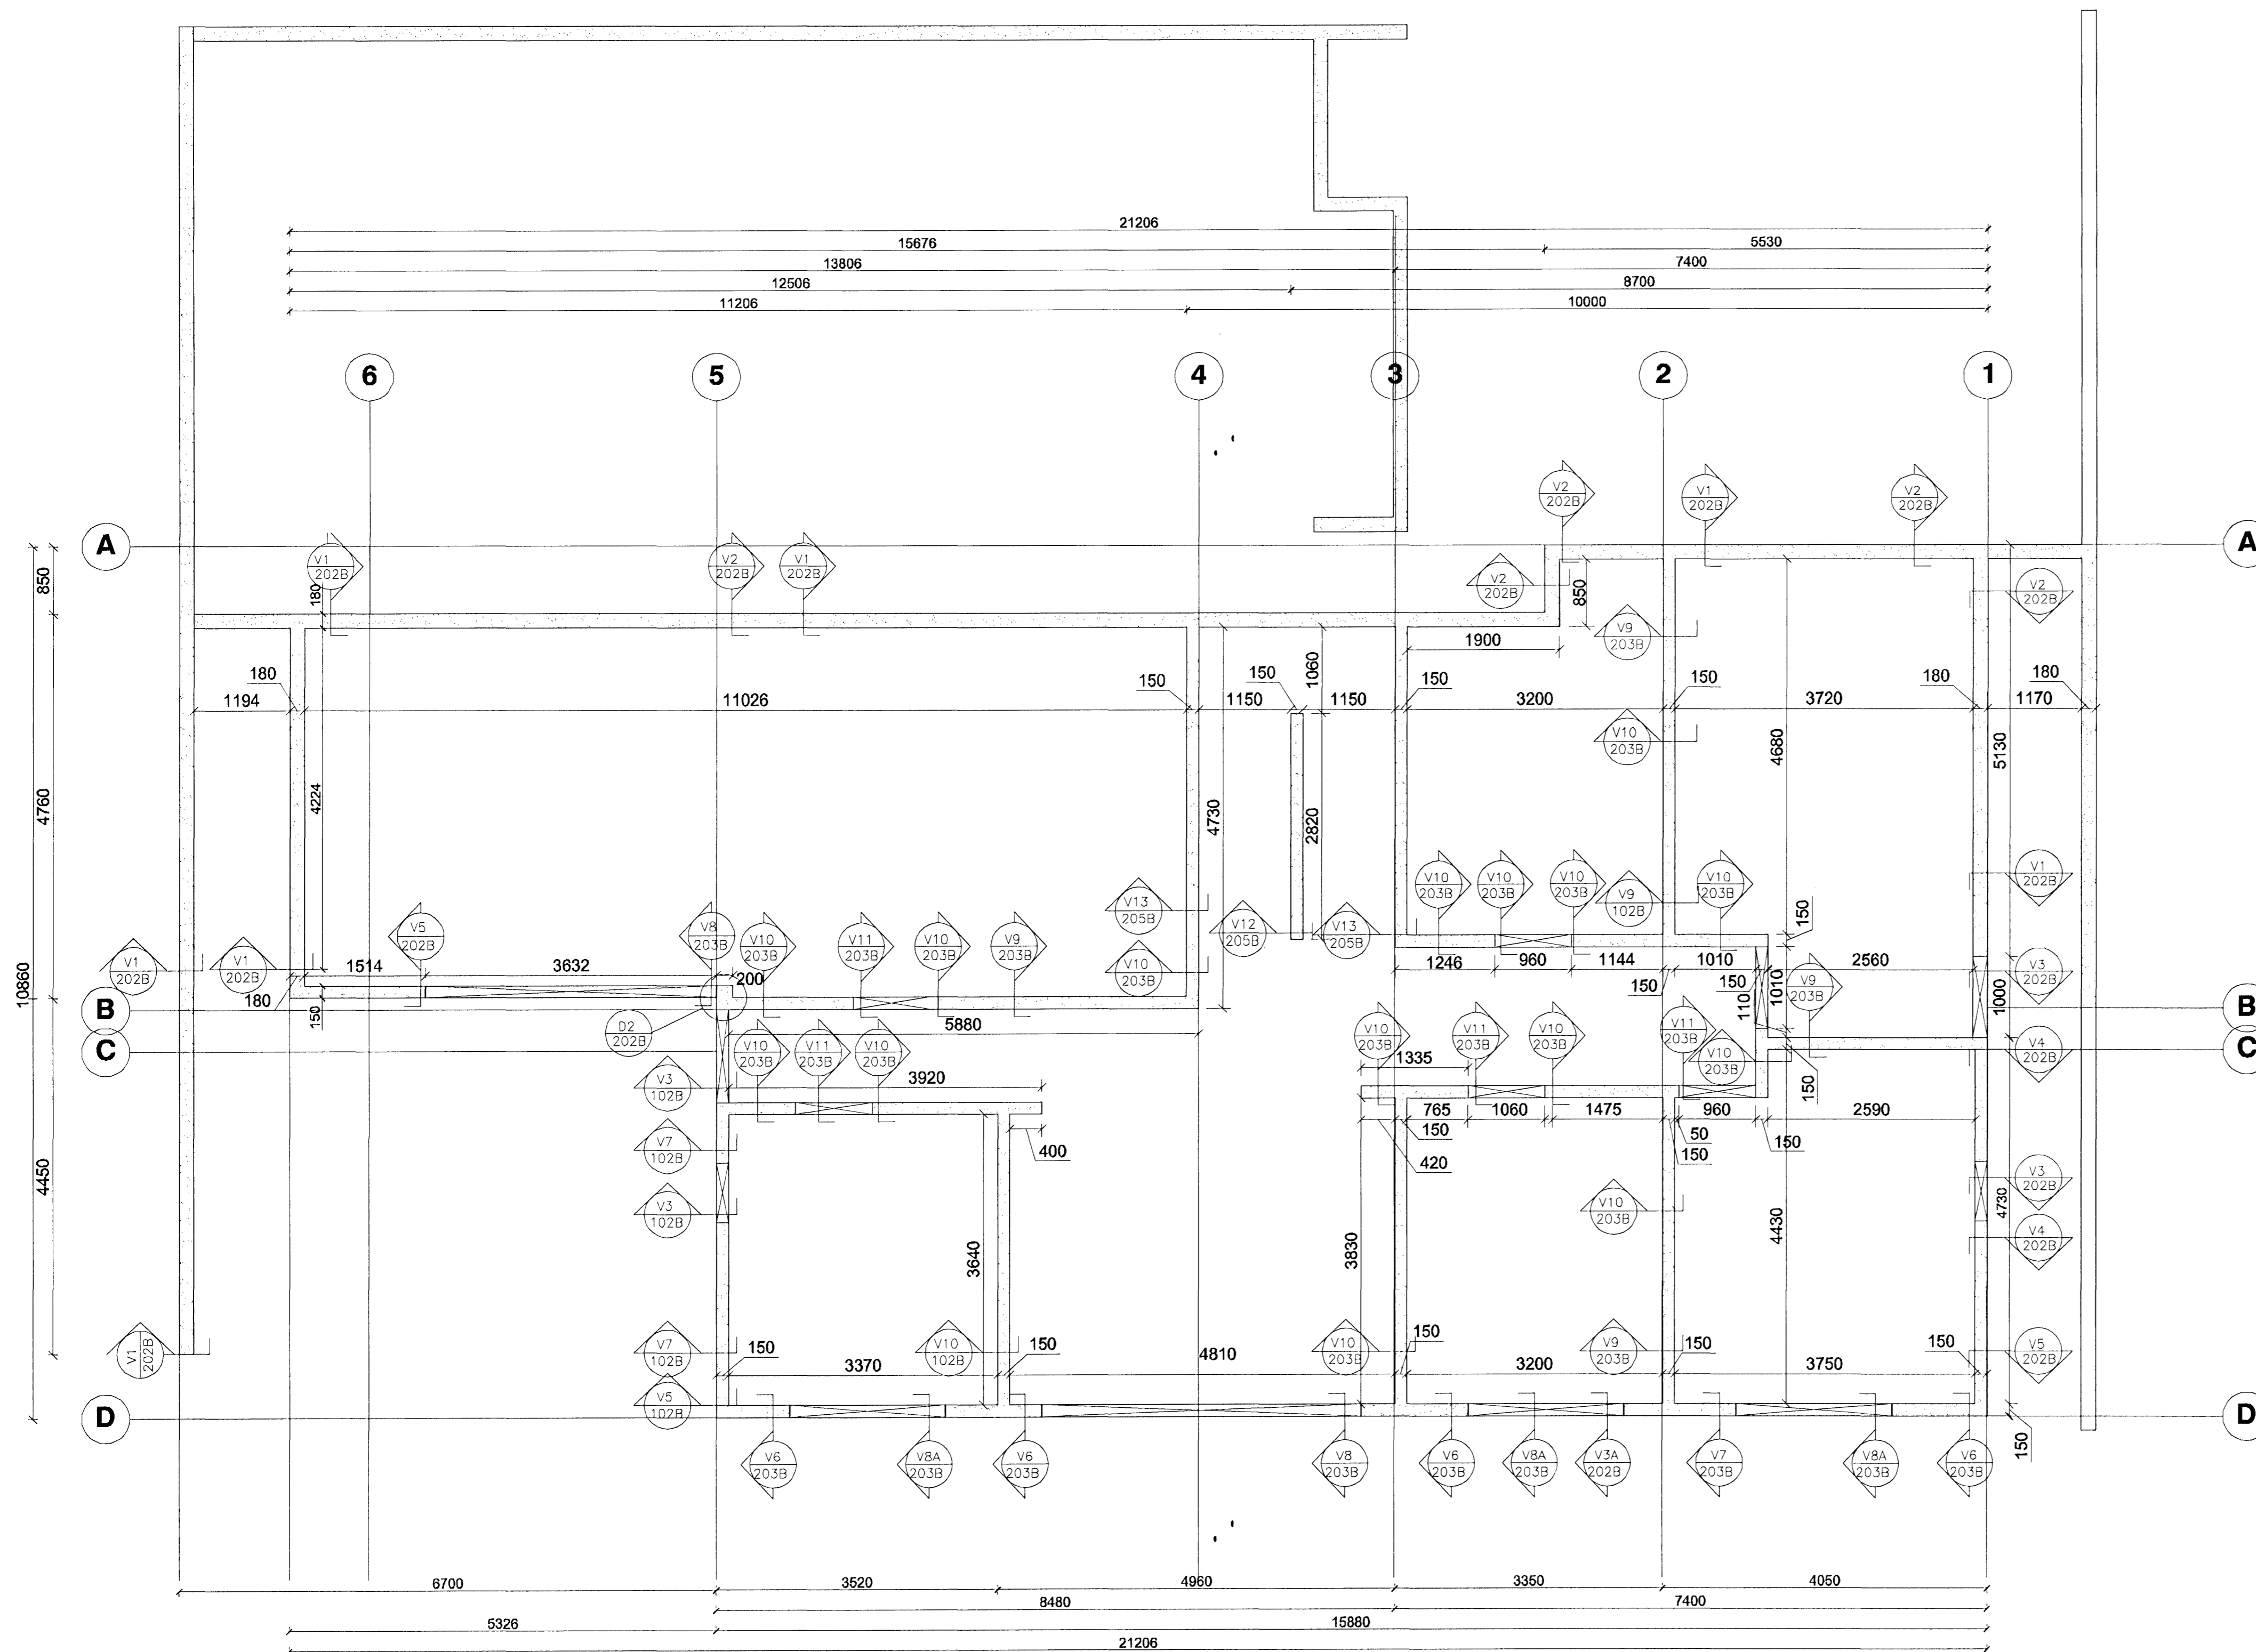 21206
15676 5530
13806 7400
12506 8700
11206 10000
6 5 4 3 2 1
V2 202B
V1 202B
V2 202B
A A
V1 202B
V2 202B
V1 202B
V2 202B
V2 202B
850
180
850
V9 203B
1900
180 150 150 1060 150 150 180 180
1194 11026 1150 1150 3200 3720 1170
V10 203B
4680
5130
4760
4224
4730
2820
V10 203B
V10 203B
V10 203B
V9 102B
V10 203B
V1 202B
V13 205B
V12 205B
V13 205B
150
V5 202B
V8 203B
V10 203B
V11 203B
V10 203B
V9 203B
V1 202B
V1 202B
V10 203B
V3 202B
1514 3632 200
1246 960 1144 1010 2560
180 150 150 150
110 1010
V9 203B
1000
10860
B B
D2 202B
5880
V10 203B
V11 203B
V10 203B
V11 203B
V10 203B
V4 202B
C C
V10 203B
V11 203B
V10 203B
1335
V3 102B
3920
150
765 1060 1475 960 2590
400 150 420 50 150 150
V7 102B
V3 102B
V10 203B
V3 202B
4730
V4 202B
4450
3640
3830
4430
V1 202B
V7 102B
V10 102B
V10 203B
V9 203B
V5 202B
150 3370 150 4810 150 3200 150 3750 150
V5 102B
D D
150
V6 203B
V8A 203B
V6 203B
V8 203B
V6 203B
V8A 203B
V3A 202B
V7 203B
V8A 203B
V6 203B
6700 3520 4960 3350 4050
8480 7400
5326 15880
21206